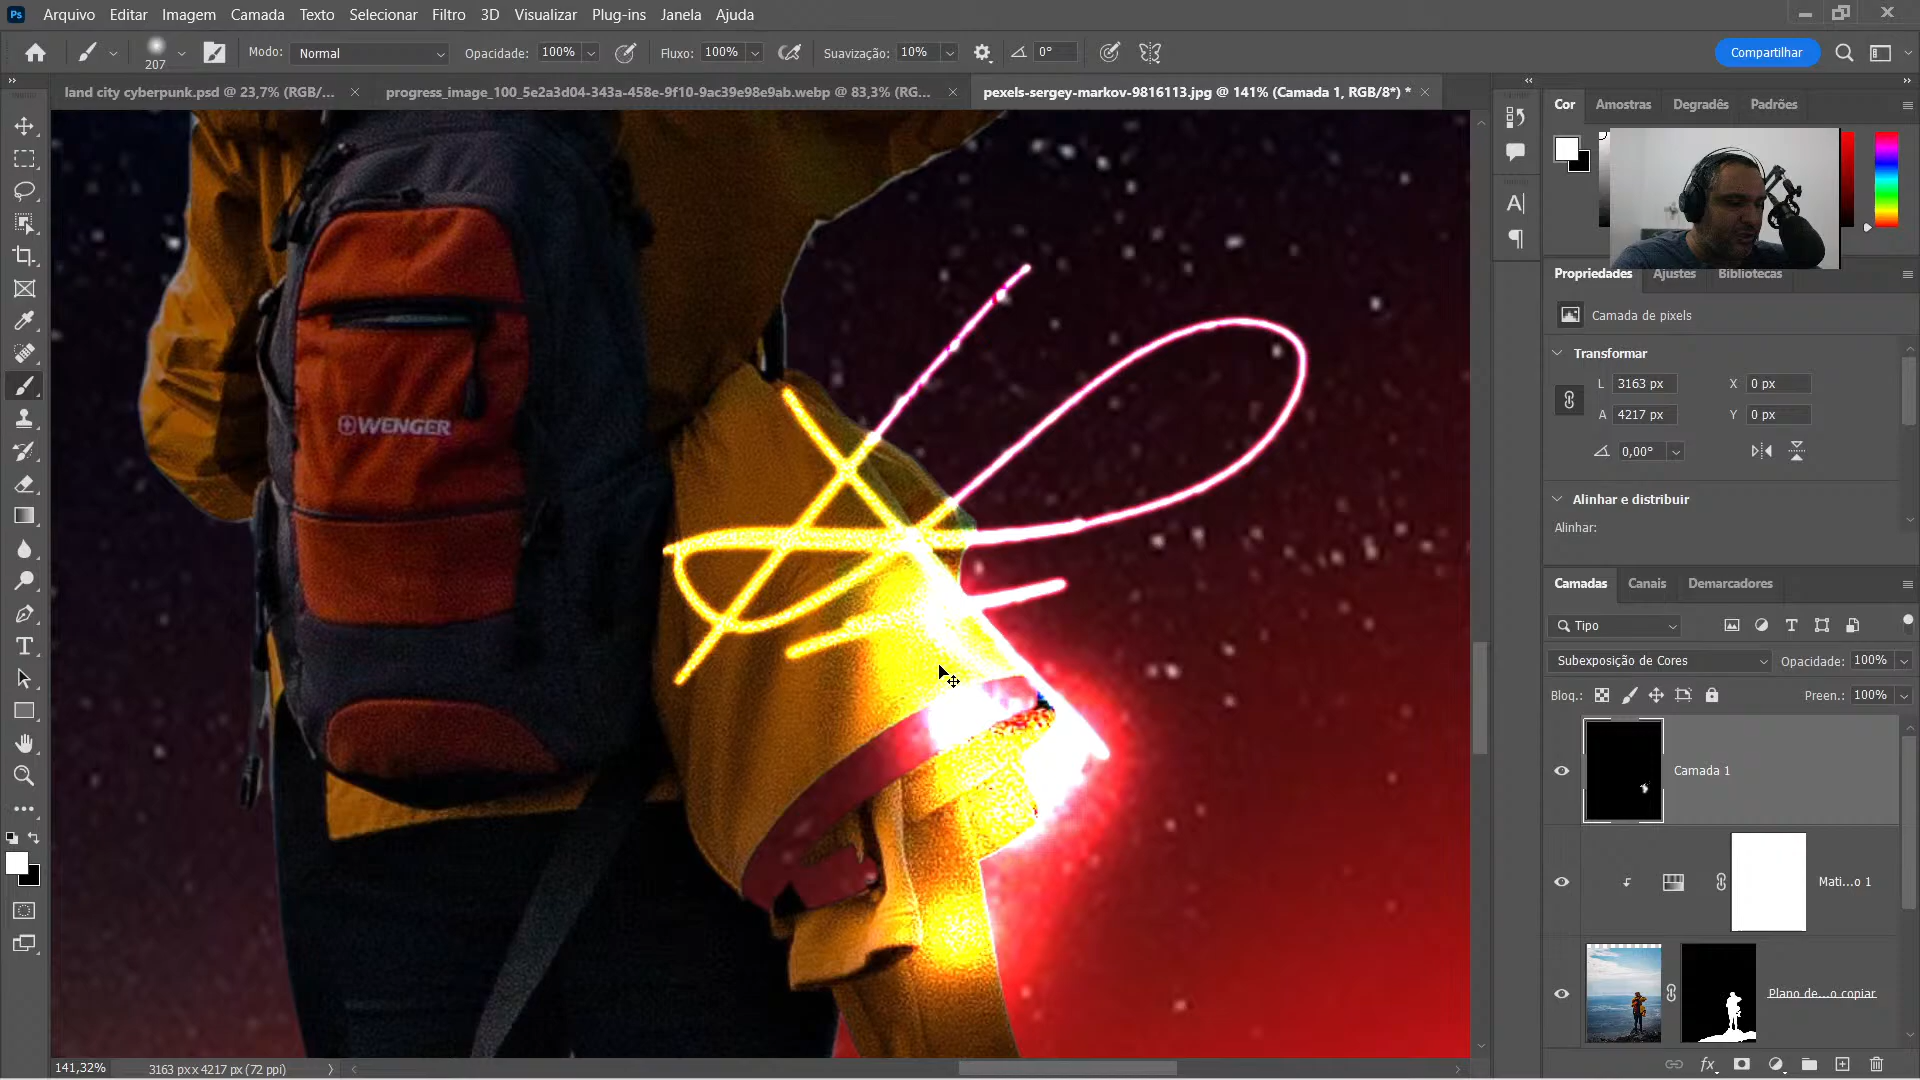 Ps Arquivo Editar Imagem Camada Texto Selecionar Filtro 3D Visualizar Plug-ins Janela Ajuda
207 Modo: Normal Opacidade: 100% Fluxo: 100% Suavização: 10% 0° Compartilhar
land city cyberpunk.psd @ 23,7% (RGB/... progress_image_100_5e2a3d04-343a-458e-9f10-9ac39e98e9ab.webp @ 83,3% (RG... pexels-sergey-markov-9816113.jpg @ 141% (Camada 1, RGB/8*) *
Cor Amostras Degradês Padrões
Propriedades Ajustes Bibliotecas
Camada de pixels
Transformar
L 3163 px X 0 px
A 4217 px Y 0 px
0,00°
Alinhar e distribuir
Alinhar:
WENGER
Camadas Canais Demarcadores
Tipo
Subexposição de Cores Opacidade: 100%
Bloq.: Preen.: 100%
Camada 1
Mati...o 1
Plano de...o copiar
141,32% 3163 px x 4217 px (72 ppi)
fx